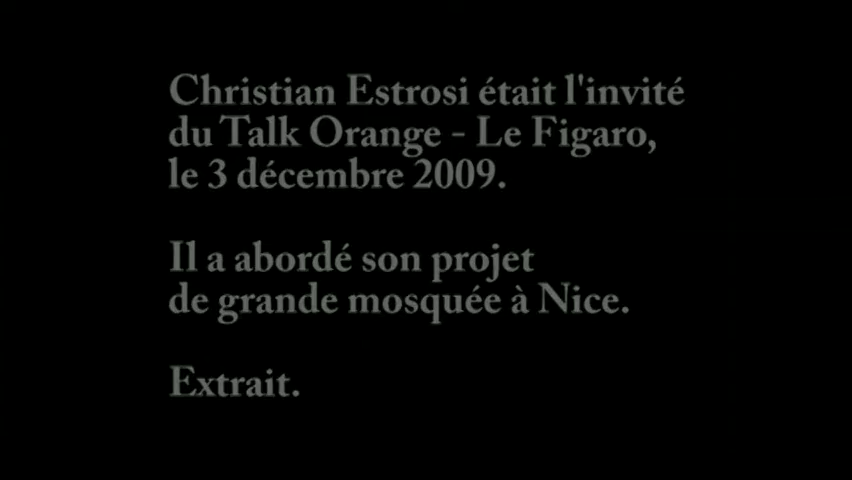 Christian Estrosi était l'invité
du Talk Orange - Le Figaro,
le 3 décembre 2009.
Il a abordé son projet
de grande mosquée à Nice.
Extrait.